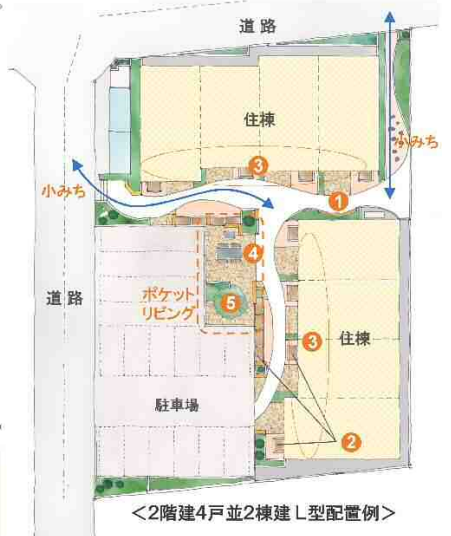 道路
住棟
小みち
3
小みち
1
4
ポケット
リビング
5
道路
3
住棟
駐車場
2
＜2階建4戸並2棟建 L型配置例＞